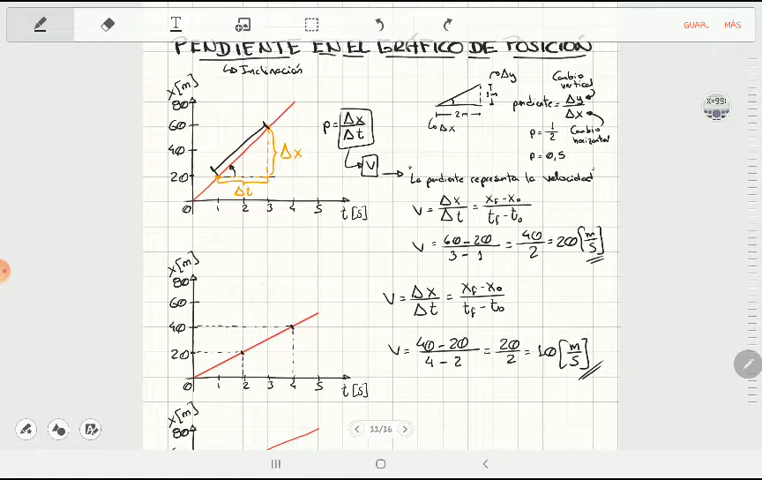 GUAR. MÁS
PENDIENTE EN EL GRÁFICO DE POSICIÓN
↳ Inclinación
x[m]
80
60
40
20
0
1 2 3 4 5
t[s]
Δx
Δt
p = Δx/Δt
V
Δy
1m
2m
Δx
Cambio vertical
pendiente = Δy/Δx
Cambio horizontal
p = 1/2
p = 0,5
"La pendiente representa la velocidad"
V = Δx/Δt = xf - x0/tf - t0
V = 60 - 20/3 - 1 = 40/2 = 20 [m/s]
x[m]
80
60
40
20
0
1 2 3 4 5
t[s]
V = Δx/Δt = xf - x0/tf - t0
V = 40 - 20/4 - 2 = 20/2 = 10 [m/s]
x[m]
80
11/16